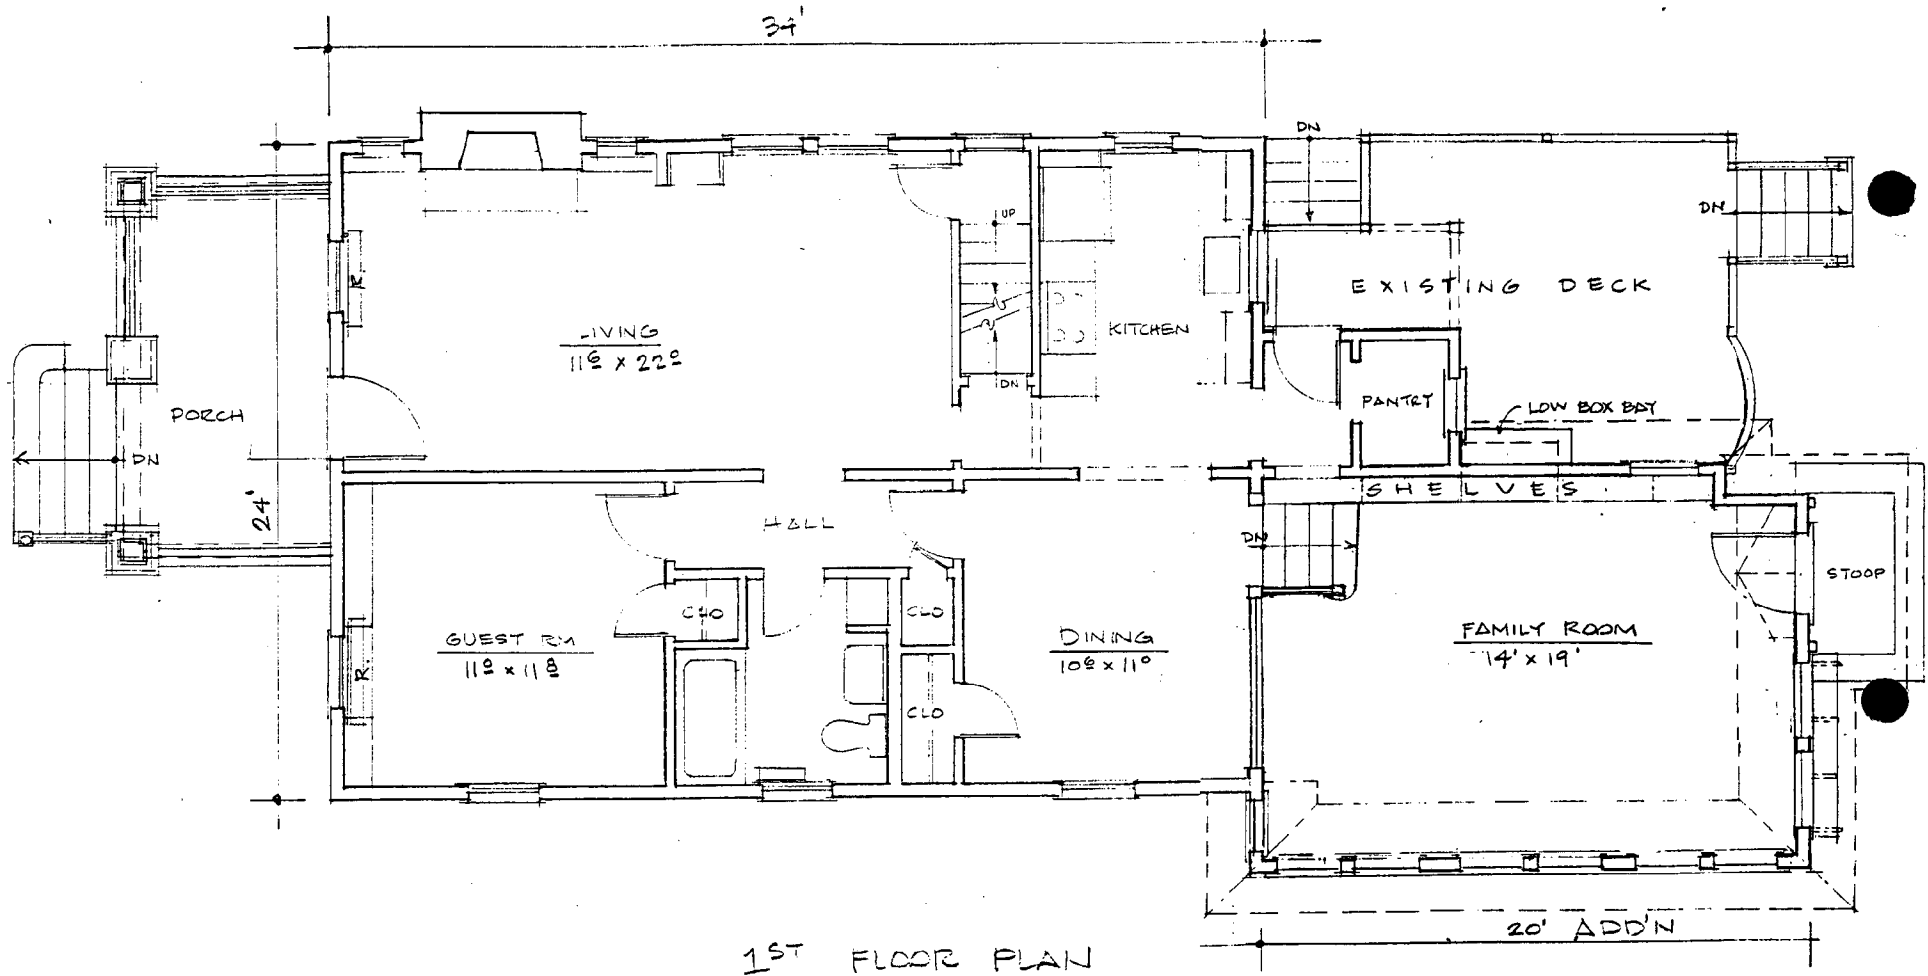 34'
DN
DN
UP
EXISTING DECK
R.
LIVING
11⁶ x 22⁰
KITCHEN
DN
PANTRY
LOW BOX BAY
PORCH
DN
24'
SHELVES
HALL
DN
STOOP
CLO
CLO
GUEST RM
11⁸ x 11⁸
DINING
10⁶ x 11⁰
FAMILY ROOM
14' x 19'
R.
CLO
20' ADD'N
1ST FLOOR PLAN